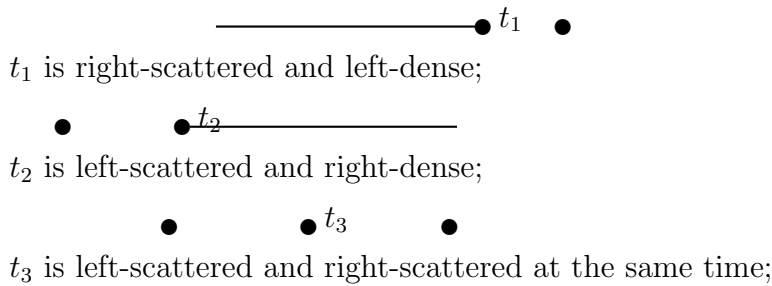 t₁
t₁ is right-scattered and left-dense;
t₂
t₂ is left-scattered and right-dense;
t₃
t₃ is left-scattered and right-scattered at the same time;